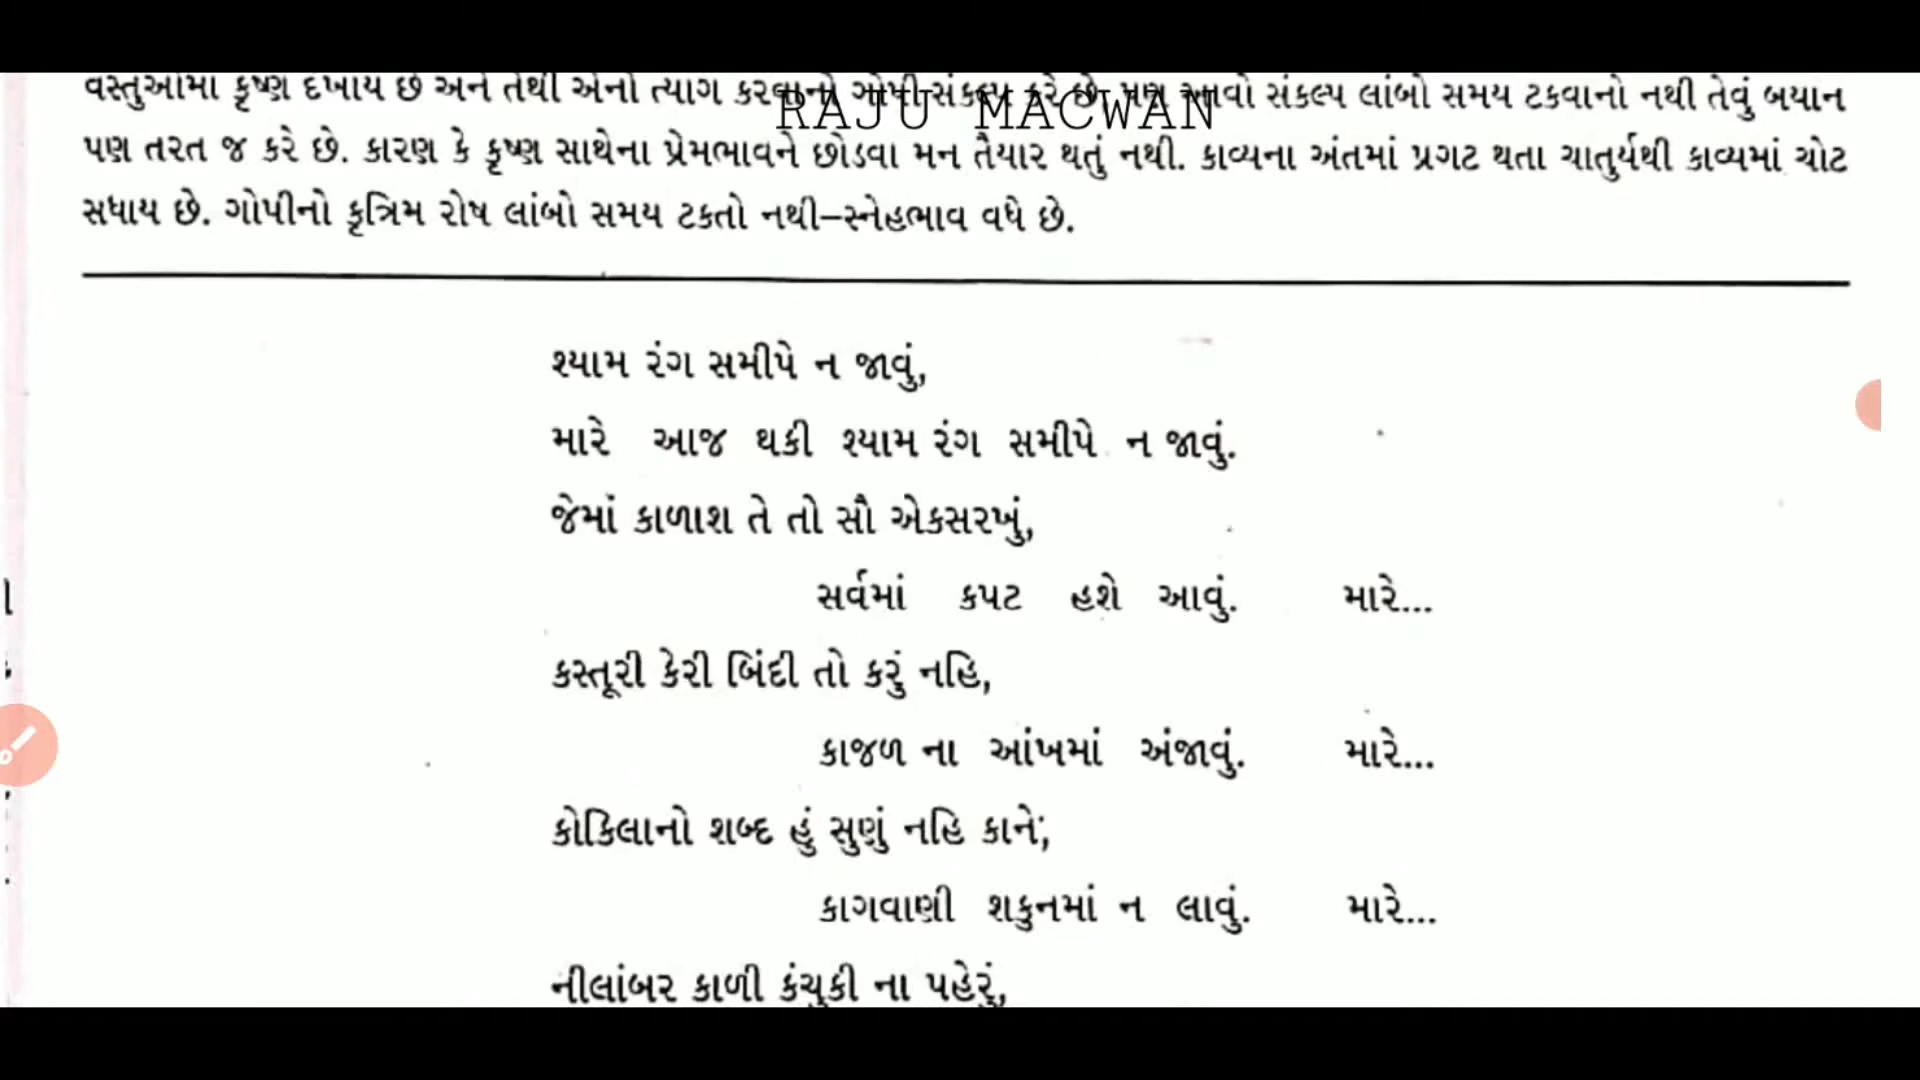 વસ્તુઓમાં કૃષ્ણ દેખાય છે અને તેથી એનો ત્યાગ કરવાનો ગોપી સંકલ્પ કરે છે પણ આવો સંકલ્પ લાંબો સમય ટકવાનો નથી તેવું બયાન
RAJU MACWAN
પણ તરત જ કરે છે. કારણ કે કૃષ્ણ સાથેના પ્રેમભાવને છોડવા મન તૈયાર થતું નથી. કાવ્યના અંતમાં પ્રગટ થતા ચાતુર્યથી કાવ્યમાં ચોટ
સધાય છે. ગોપીનો કૃત્રિમ રોષ લાંબો સમય ટકતો નથી–સ્નેહભાવ વધે છે.
શ્યામ રંગ સમીપે ન જાવું,
મારે આજ થકી શ્યામ રંગ સમીપે ન જાવું.
જેમાં કાળાશ તે તો સૌ એકસરખું,
સર્વમાં કપટ હશે આવું. મારે...
કસ્તૂરી કેરી બિંદી તો કરું નહિ,
કાજળ ના આંખમાં અંજાવું. મારે...
કોકિલાનો શબ્દ હું સુણું નહિ કાને;
કાગવાણી શકુનમાં ન લાવું. મારે...
નીલાંબર કાળી કંચુકી ના પહેરું,